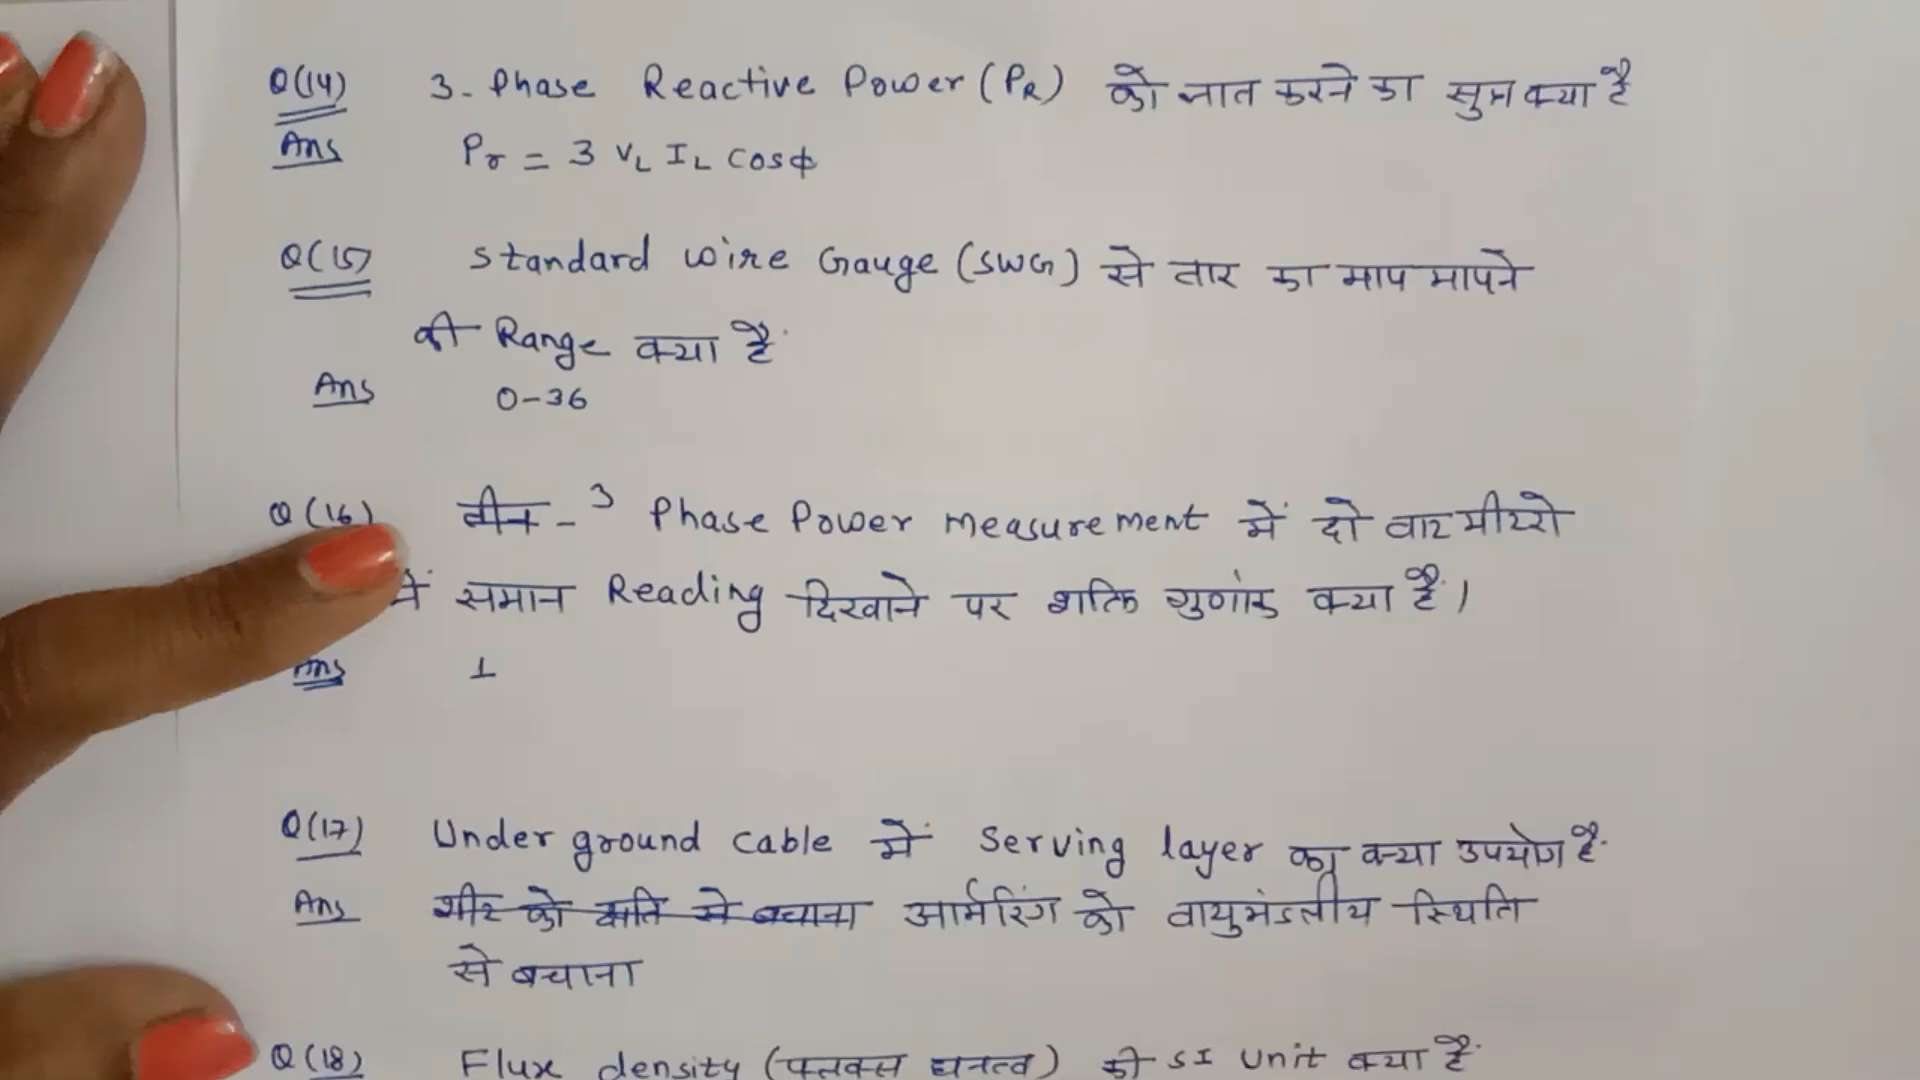 Q(14) 3-Phase Reactive Power (PR) को ज्ञात करने का सुत्र क्या है
Ans Pr = 3 VL IL Cosϕ
Q(15) Standard wire Gauge (SWG) से तार का माप मापने
की Range क्या है
Ans 0-36
Q(16) तीन - 3 Phase Power measurement में दो वाटमीटरो
में समान Reading दिखाने पर शक्ति गुणांक क्या है।
Ans 1
Q(17) Under ground cable में Serving layer का क्या उपयोग है
Ans शीट को क्षति से बचाना आर्मरिंग को वायुमंडलीय स्थिति
से बचाना
Q(18) Flux density (फ्लक्स घनत्व) की SI Unit क्या है